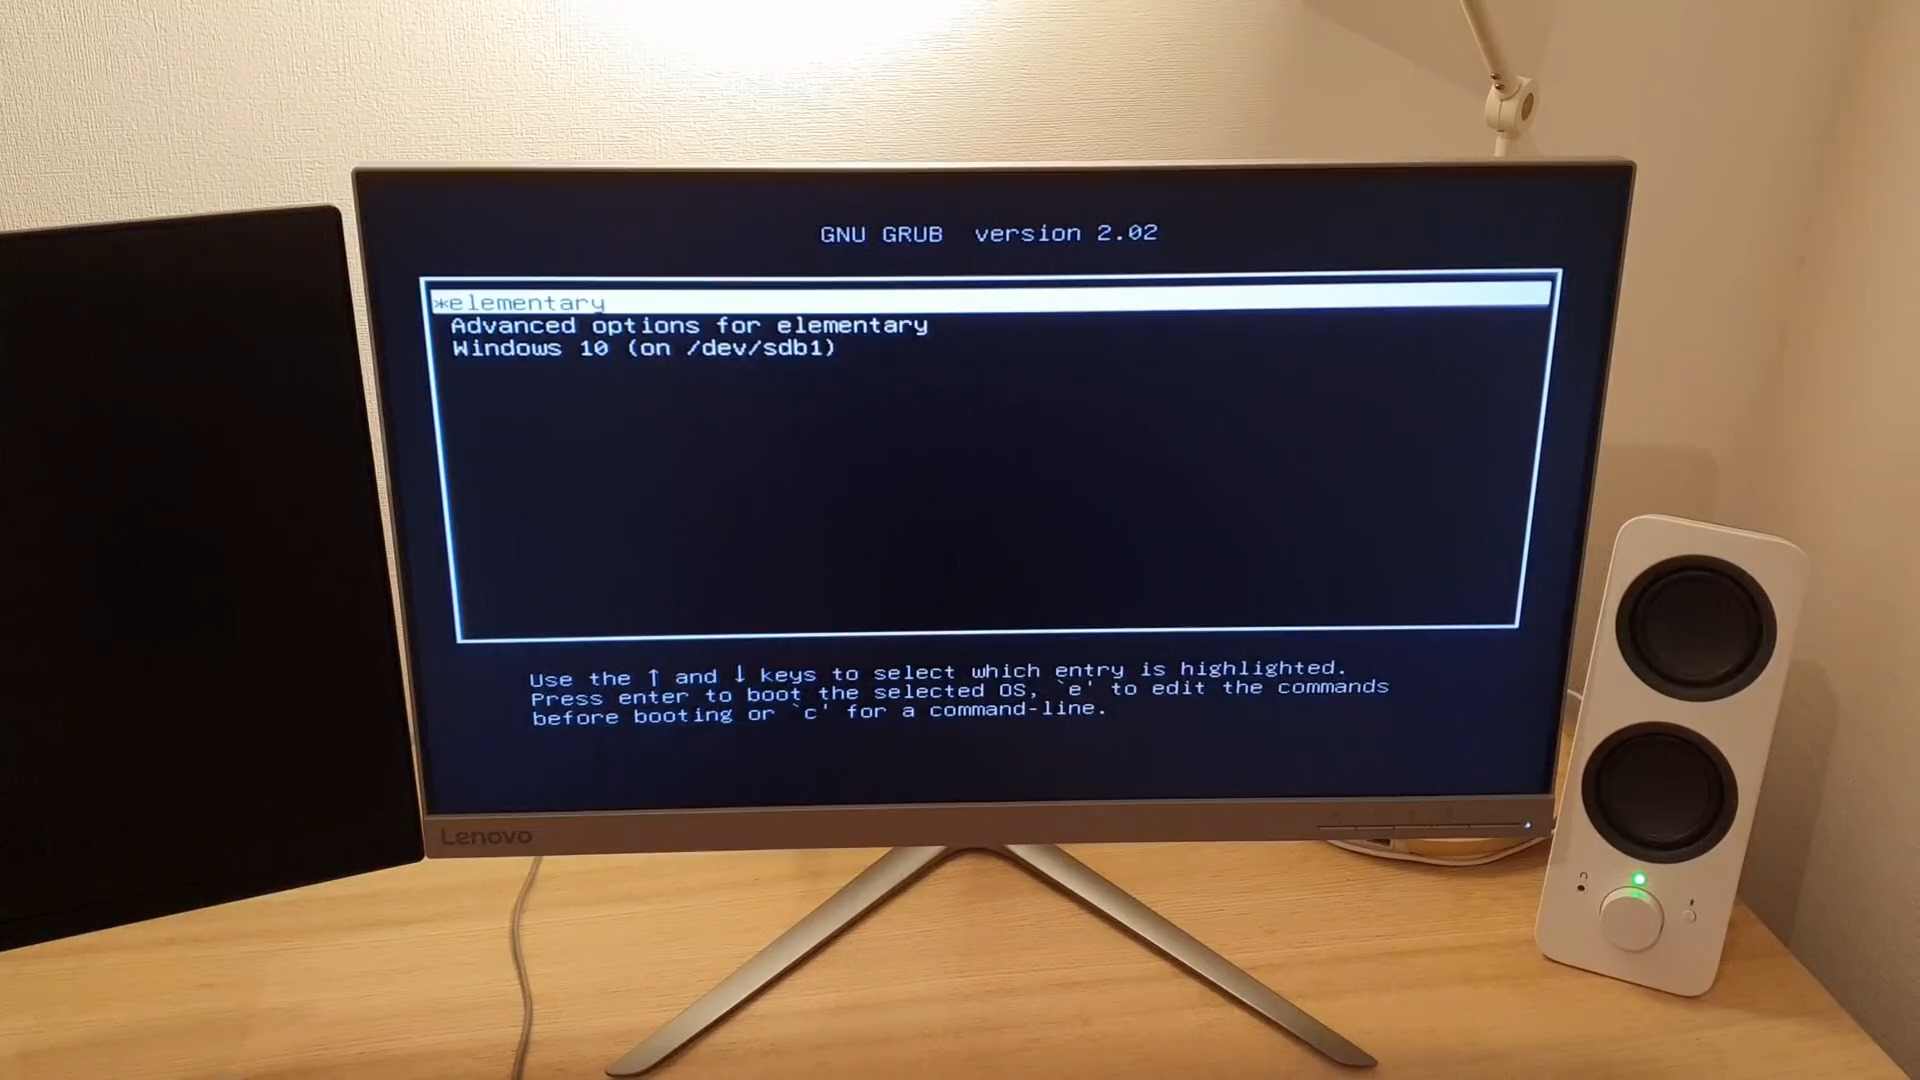 GNU GRUB version 2.02
*elementary
Advanced options for elementary
Windows 10 (on /dev/sdb1)
Use the ↑ and ↓ keys to select which entry is highlighted.
Press enter to boot the selected OS, `e' to edit the commands
before booting or `c' for a command-line.
Lenovo